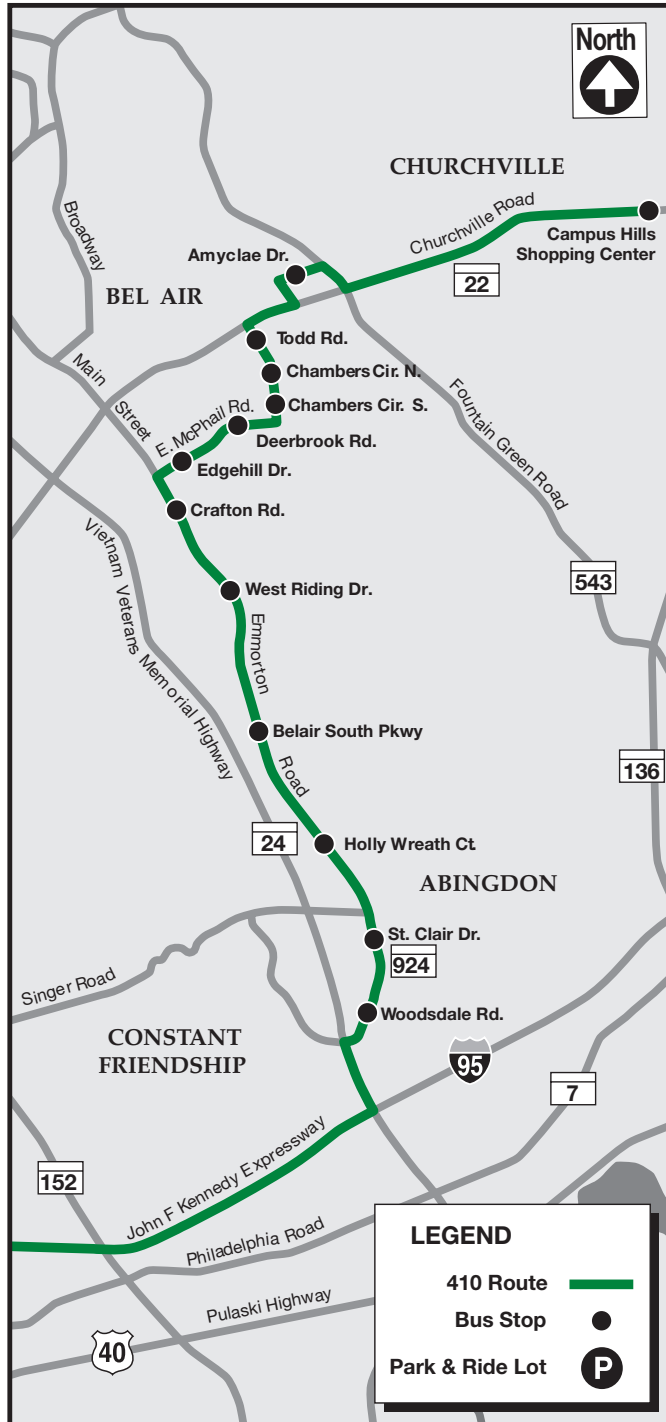 North
CHURCHVILLE
Churchville Road
Campus Hills
Shopping Center
22
Amyclae Dr.
Broadway
BEL AIR
Todd Rd.
Chambers Cir. N.
Chambers Cir. S.
Main Street
E. McPhail Rd.
Deerbrook Rd.
Edgehill Dr.
Fountain Green Road
Crafton Rd.
Vietnam Veterans Memorial Highway
543
West Riding Dr.
Emmorton Road
Belair South Pkwy
136
24
Holly Wreath Ct.
ABINGDON
St. Clair Dr.
924
Singer Road
Woodsdale Rd.
CONSTANT
FRIENDSHIP
95
7
152
John F Kennedy Expressway
Philadelphia Road
Pulaski Highway
40
LEGEND
410 Route
Bus Stop
Park & Ride Lot P